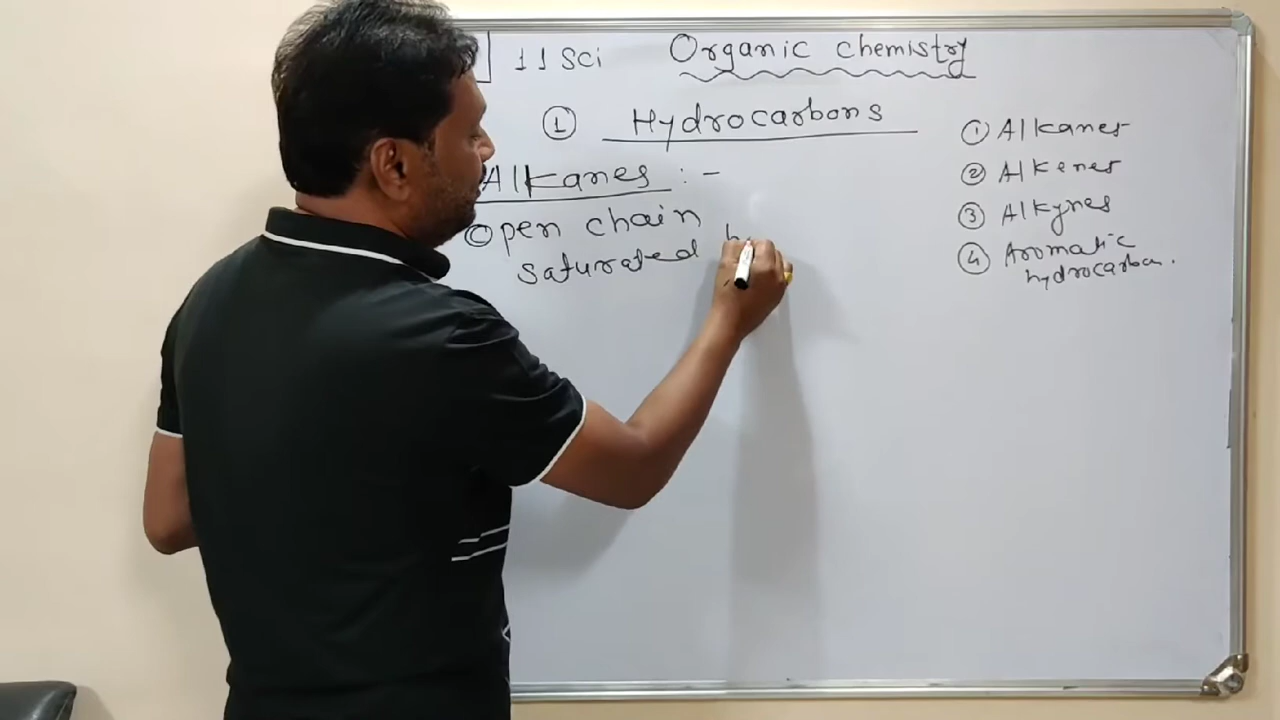 ] 11 Sci Organic chemistry
① Hydrocarbons
Alkanes :-
Open chain
saturated h
① Alkanes
② Alkenes
③ Alkynes
④ Aromatic
hydrocarbon.